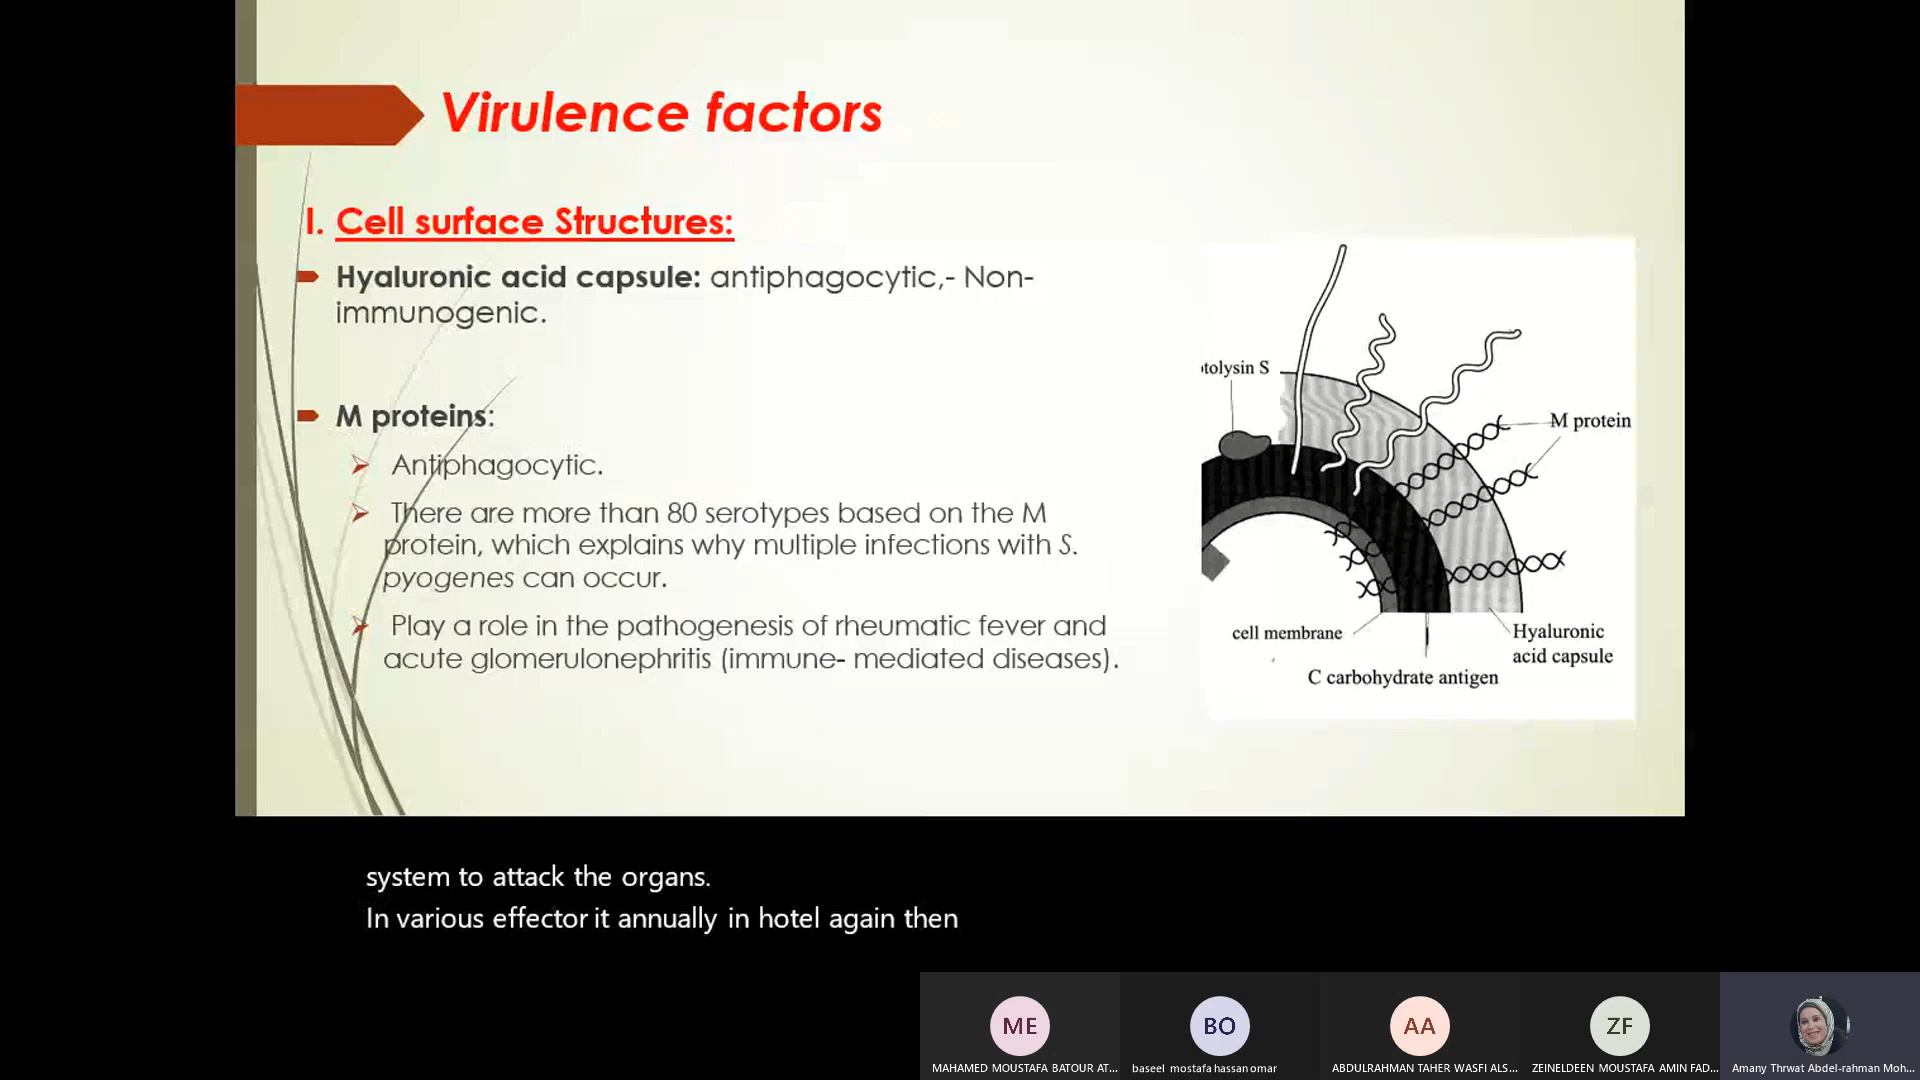 Virulence factors
I. Cell surface Structures:
Hyaluronic acid capsule: antiphagocytic,- Non-
immunogenic.
M proteins:
Antiphagocytic.
There are more than 80 serotypes based on the M
protein, which explains why multiple infections with S.
pyogenes can occur.
Play a role in the pathogenesis of rheumatic fever and
acute glomerulonephritis (immune- mediated diseases).
tolysin S
M protein
cell membrane
Hyaluronic
acid capsule
C carbohydrate antigen
system to attack the organs.
In various effector it annually in hotel again then
ME
BO
AA
ZF
MAHAMED MOUSTAFA BATOUR AT...
baseel mostafa hassan omar
ABDULRAHMAN TAHER WASFI ALS...
ZEINELDEEN MOUSTAFA AMIN FAD...
Amany Thrwat Abdel-rahman Moh...